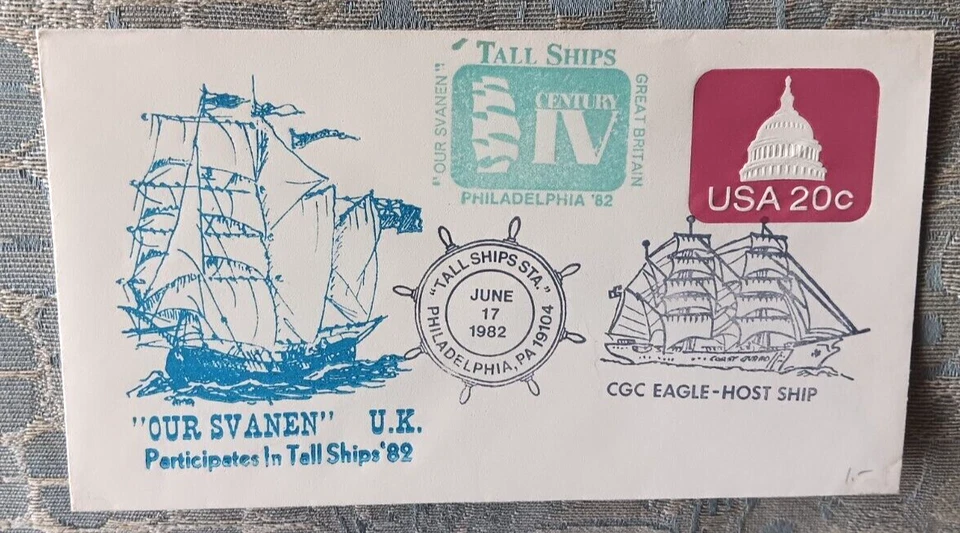 TALL SHIPS
"OUR SVANEN"
CENTURY
IV
GREAT BRITAIN
PHILADELPHIA '82
USA 20c
"TALL SHIPS STA."
JUNE
17
1982
PHILADELPHIA, PA 19104
COAST GUARD
CGC EAGLE-HOST SHIP
"OUR SVANEN" U.K.
Participates In Tall Ships '82
1.-